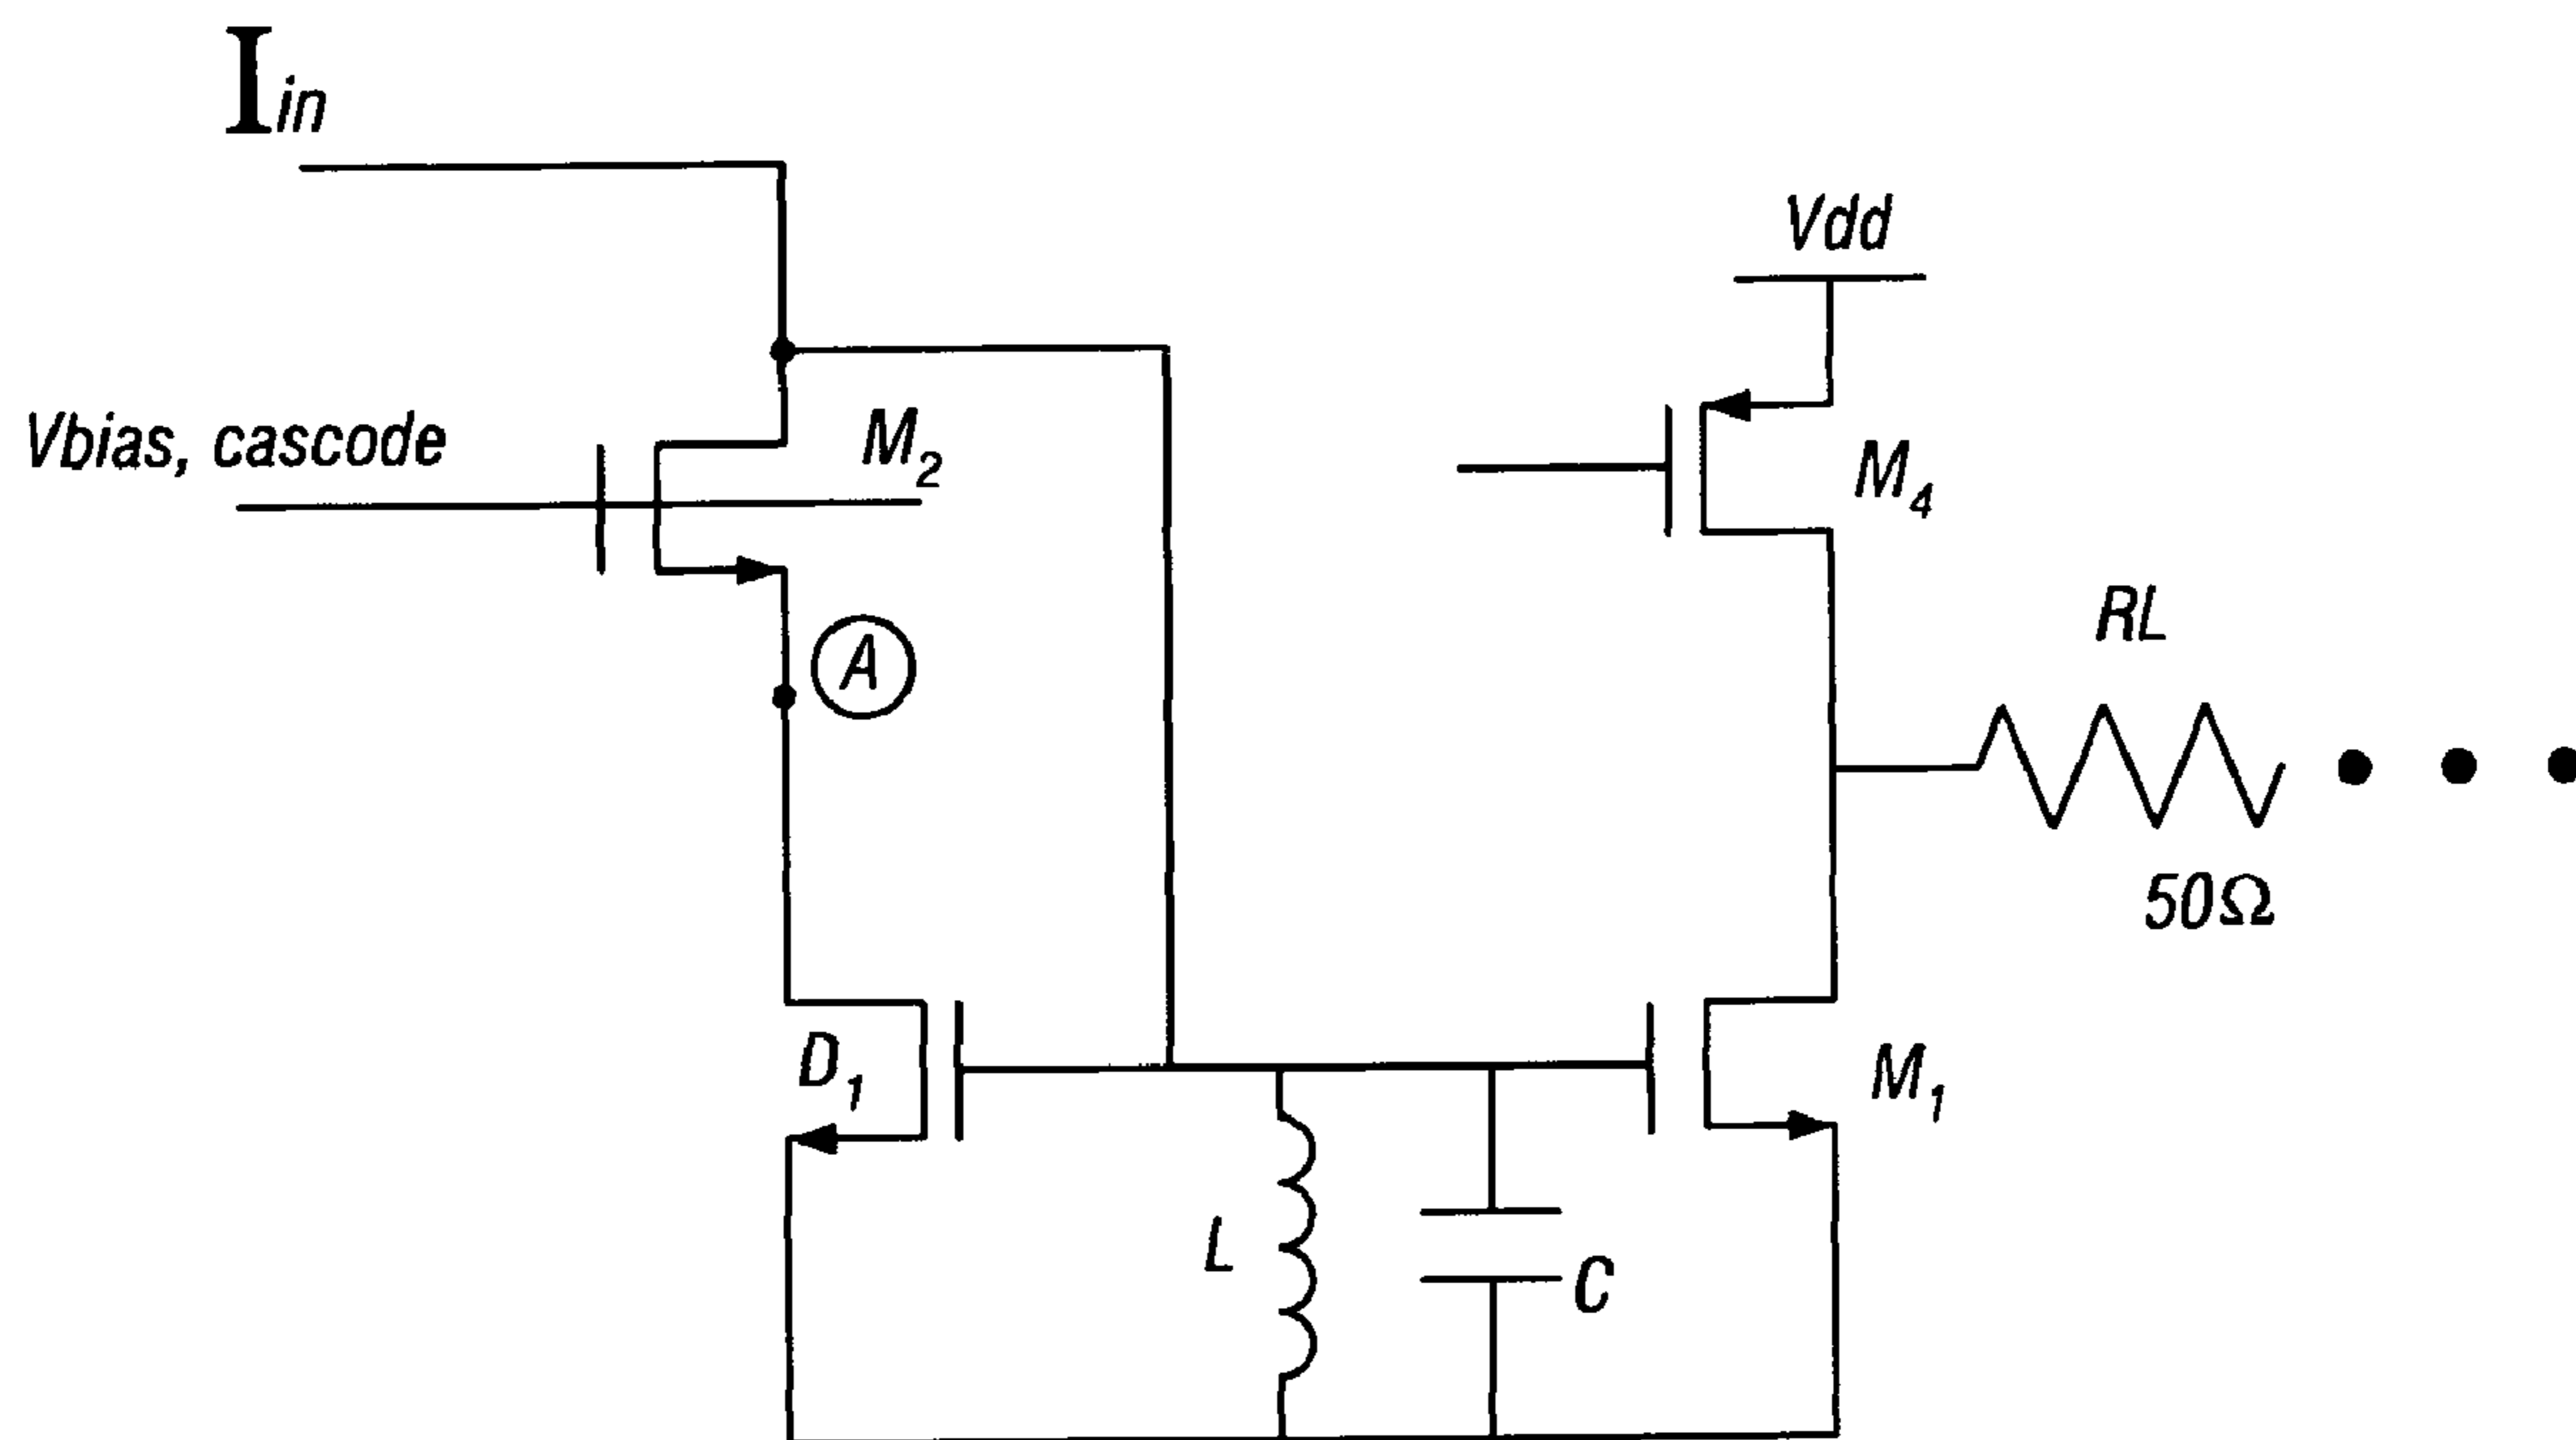 Iin
Vdd
Vbias, cascode
M2
M4
A
RL
50Ω
D1
M1
L
C